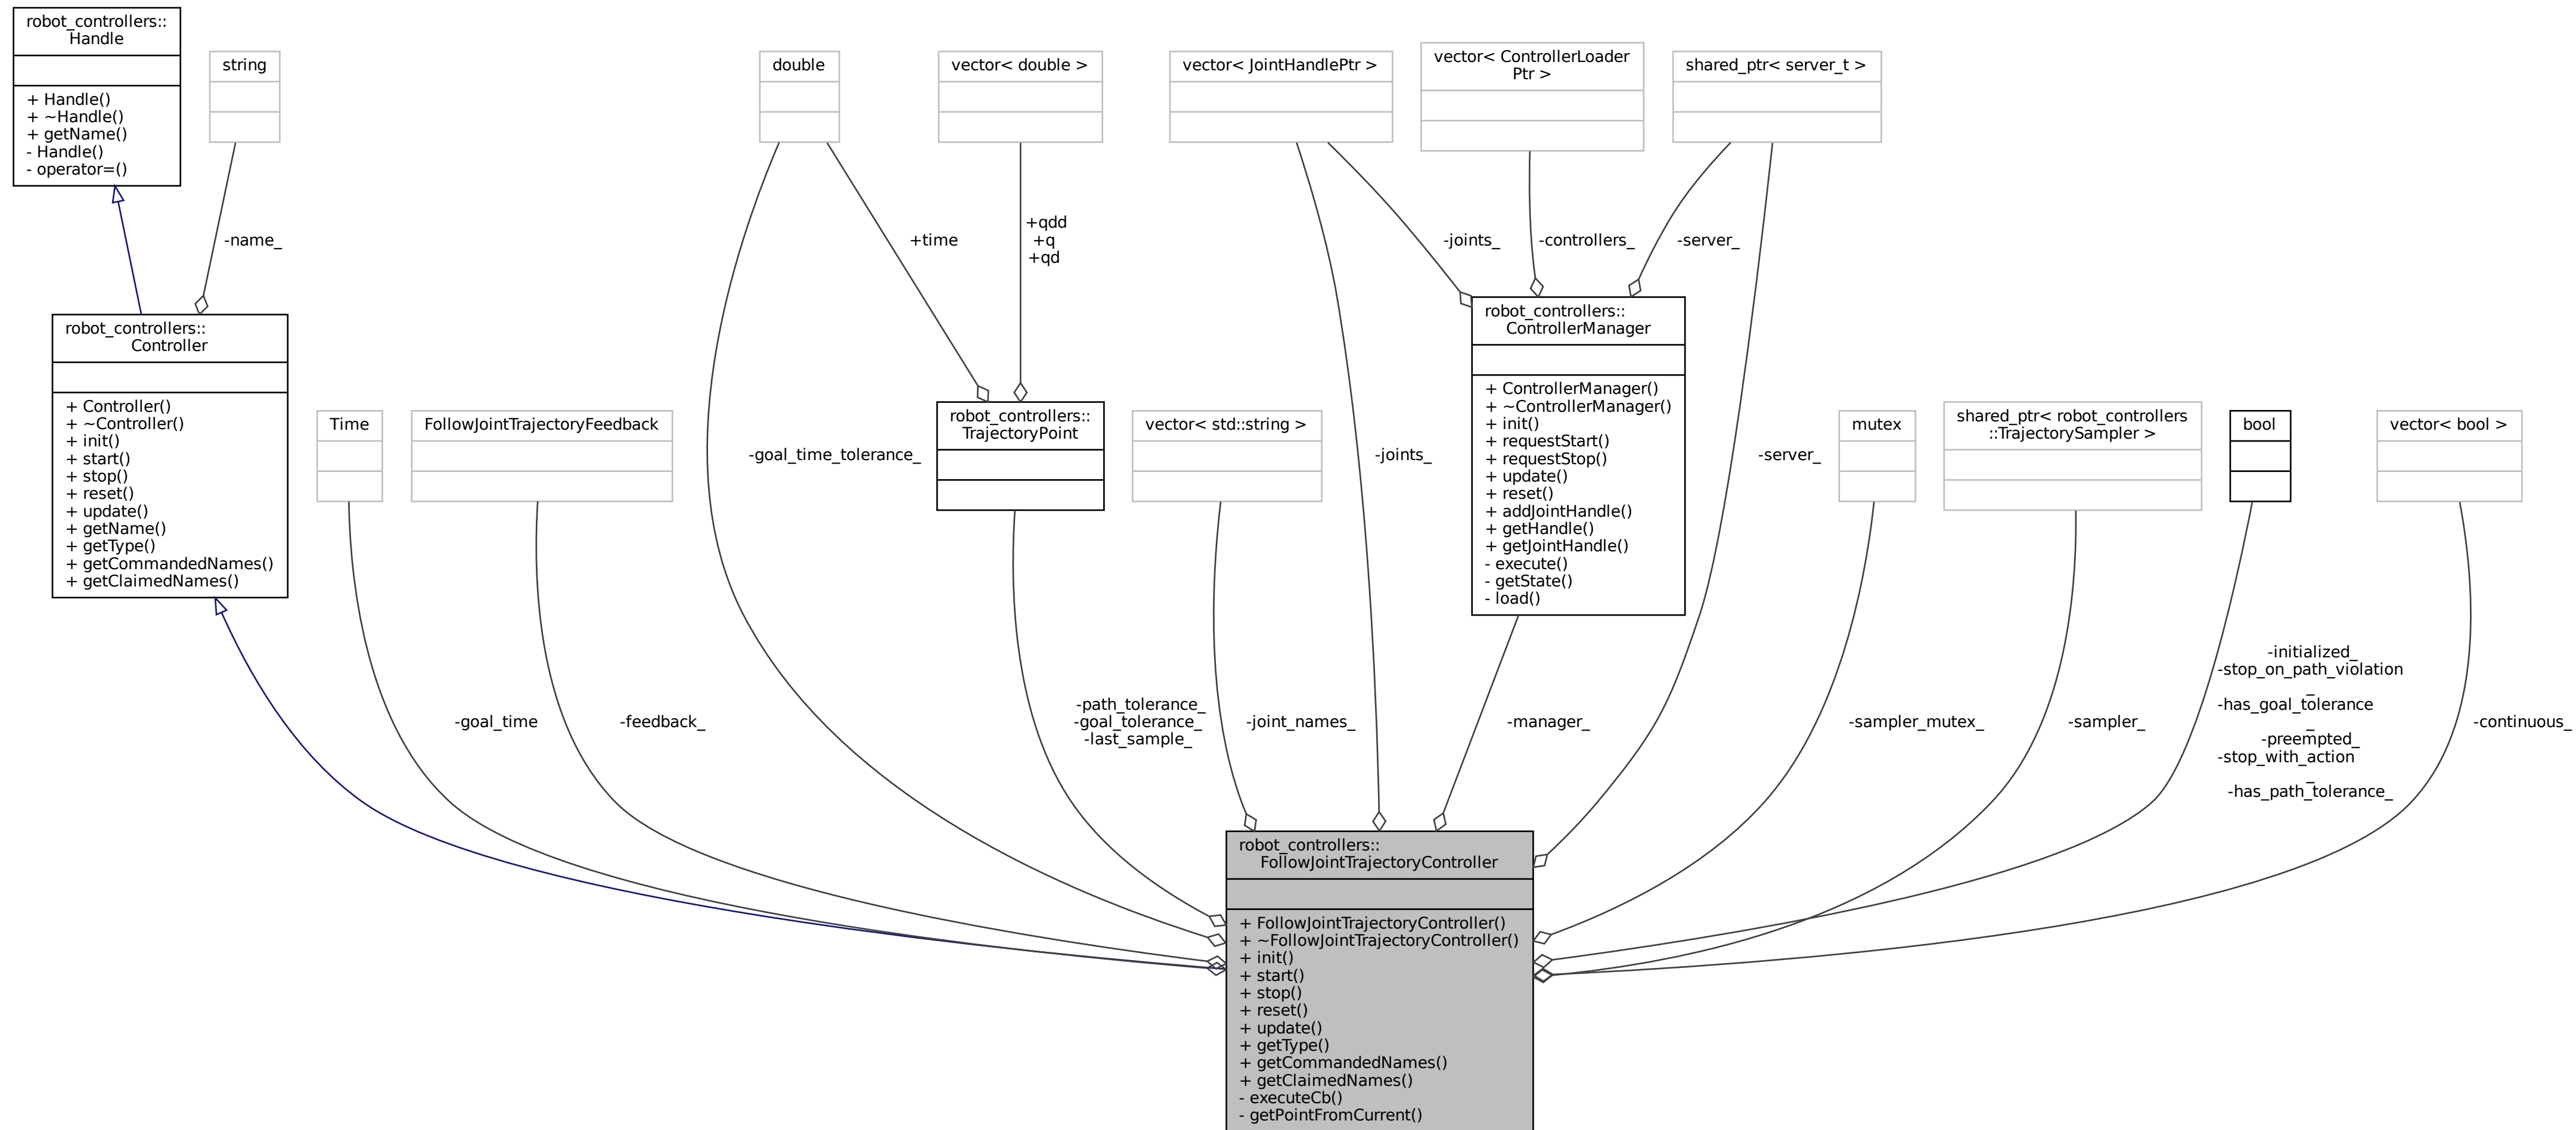 robot_controllers::
Handle
+ Handle()
+ ~Handle()
+ getName()
- Handle()
- operator=()
string
double
vector< double >
vector< JointHandlePtr >
vector< ControllerLoader
Ptr >
shared_ptr< server_t >
-name_
+time
+qdd
+q
+qd
-joints_
-controllers_
-server_
robot_controllers::
Controller
+ Controller()
+ ~Controller()
+ init()
+ start()
+ stop()
+ reset()
+ update()
+ getName()
+ getType()
+ getCommandedNames()
+ getClaimedNames()
Time
FollowJointTrajectoryFeedback
-goal_time_tolerance_
robot_controllers::
TrajectoryPoint
vector< std::string >
-joints_
robot_controllers::
ControllerManager
+ ControllerManager()
+ ~ControllerManager()
+ init()
+ requestStart()
+ requestStop()
+ update()
+ reset()
+ addJointHandle()
+ getHandle()
+ getJointHandle()
- execute()
- getState()
- load()
-server_
mutex
shared_ptr< robot_controllers
::TrajectorySampler >
bool
vector< bool >
-goal_time
-feedback_
-path_tolerance_
-goal_tolerance_
-last_sample_
-joint_names_
-manager_
-sampler_mutex_
-sampler_
-initialized_
-stop_on_path_violation
_
-has_goal_tolerance
_
-preempted_
-stop_with_action
_
-has_path_tolerance_
-continuous_
robot_controllers::
FollowJointTrajectoryController
+ FollowJointTrajectoryController()
+ ~FollowJointTrajectoryController()
+ init()
+ start()
+ stop()
+ reset()
+ update()
+ getType()
+ getCommandedNames()
+ getClaimedNames()
- executeCb()
- getPointFromCurrent()